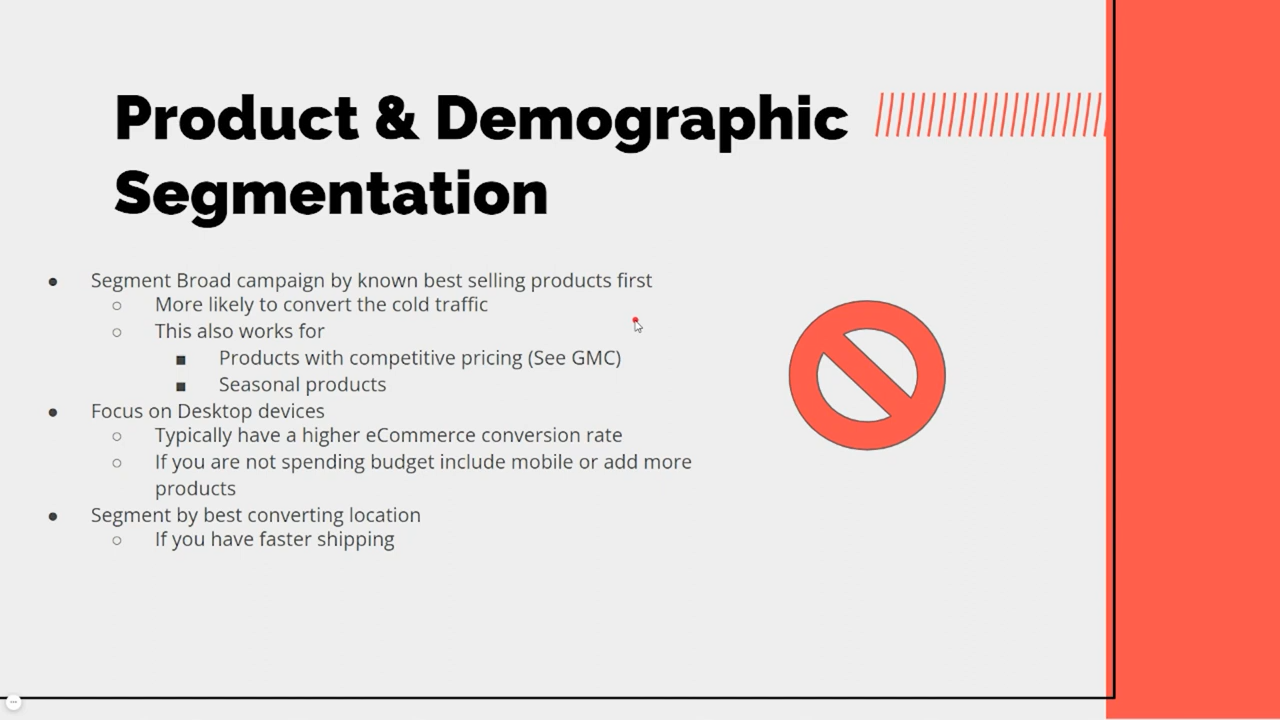 Product & Demographic
Segmentation
● Segment Broad campaign by known best selling products first
○ More likely to convert the cold traffic
○ This also works for
■ Products with competitive pricing (See GMC)
■ Seasonal products
● Focus on Desktop devices
○ Typically have a higher eCommerce conversion rate
○ If you are not spending budget include mobile or add more
products
● Segment by best converting location
○ If you have faster shipping